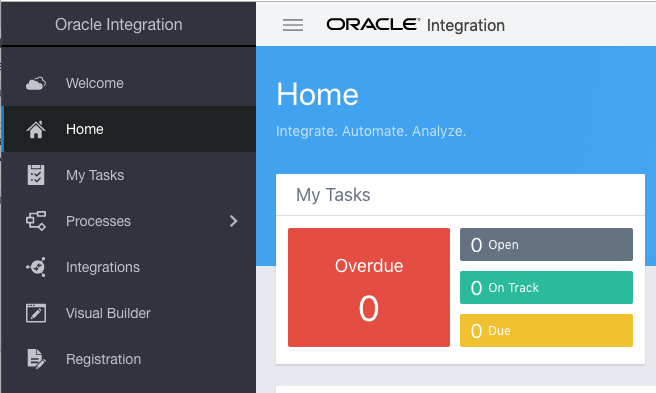 Oracle Integration
Welcome
Home
My Tasks
Processes
Integrations
Visual Builder
Registration
ORACLE® Integration
Home
Integrate. Automate. Analyze.
My Tasks
Overdue
0
0 Open
0 On Track
0 Due